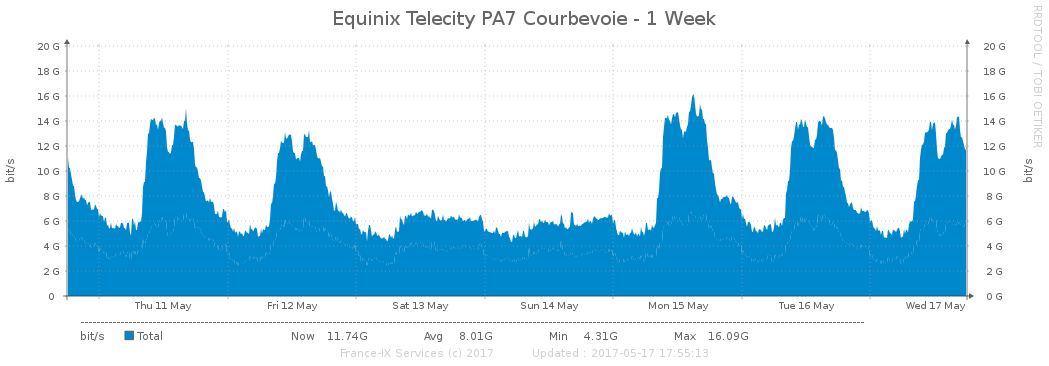 Equinix Telecity PA7 Courbevoie - 1 Week
RRDTOOL / TOBI OETIKER
20 G 20 G
18 G 18 G
16 G 16 G
14 G 14 G
12 G 12 G
10 G 10 G
8 G 8 G
6 G 6 G
4 G 4 G
2 G 2 G
0 0 G
bit/s bit/s
Thu 11 May Fri 12 May Sat 13 May Sun 14 May Mon 15 May Tue 16 May Wed 17 May
bit/s Total Now 11.74G Avg 8.01G Min 4.31G Max 16.09G
France-IX Services (c) 2017 Updated : 2017-05-17 17:55:13